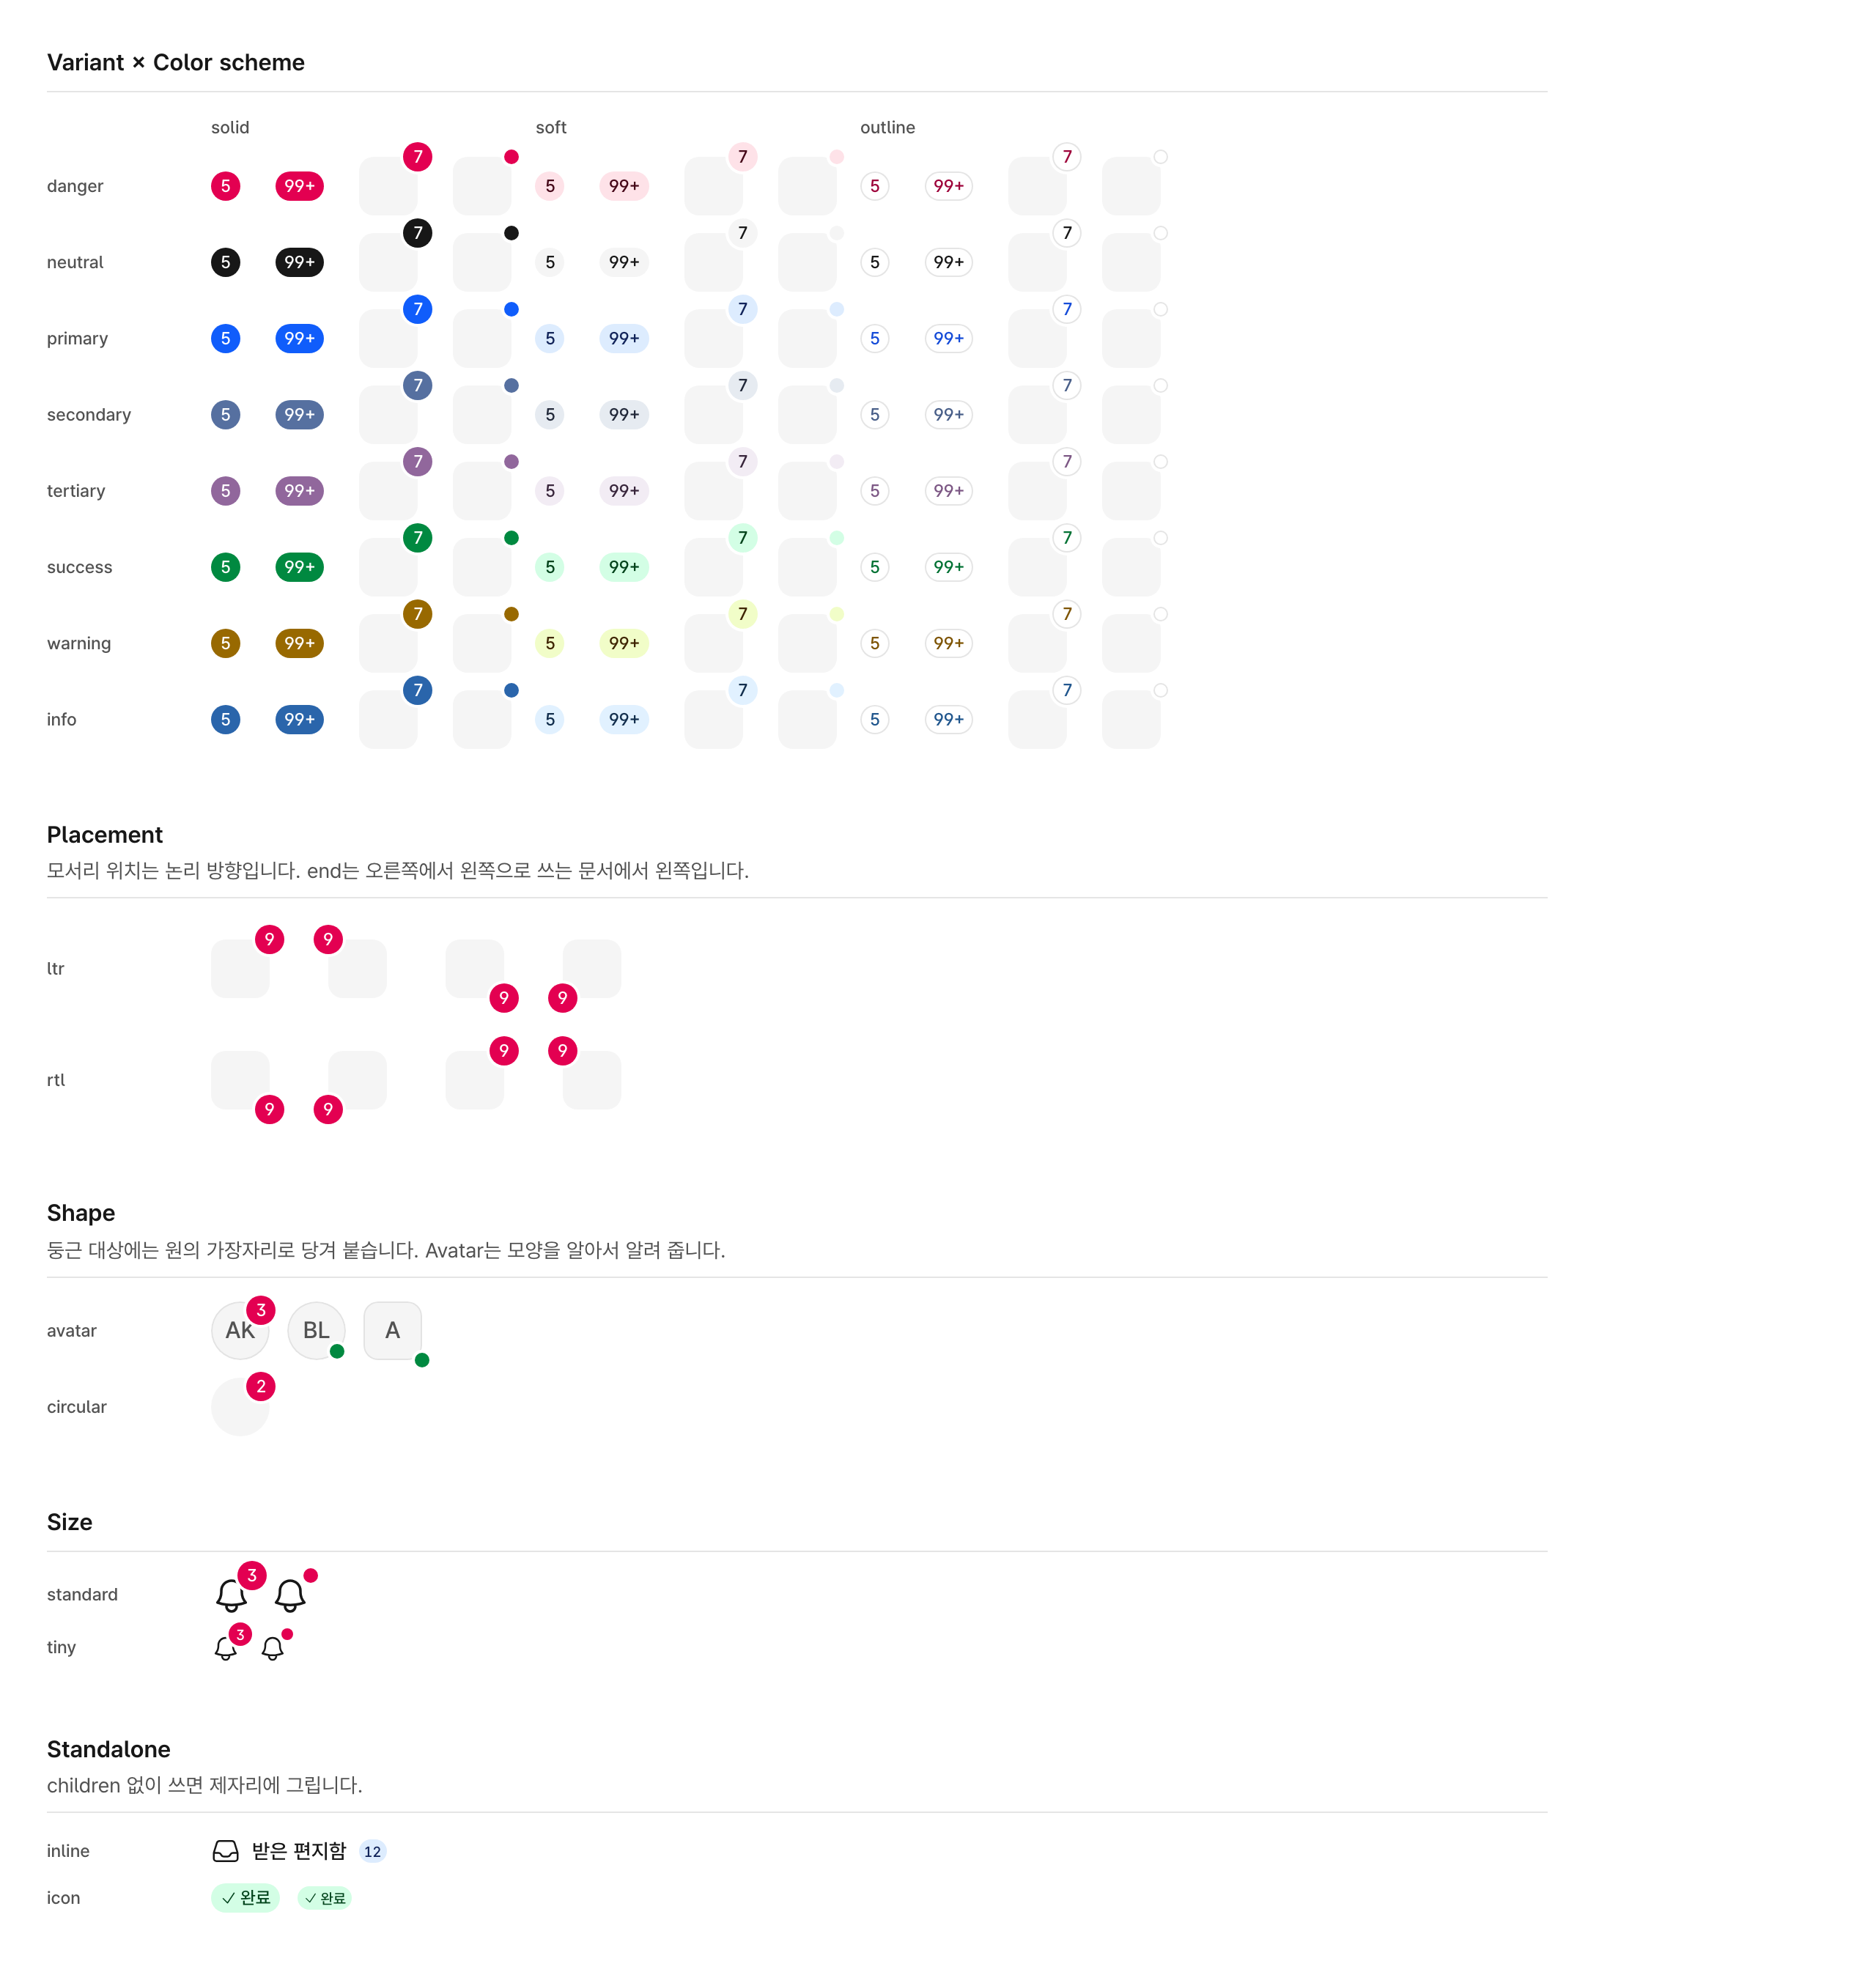 Variant × Color scheme
solid soft outline
danger 5 99+ 7 5 99+ 7 5 99+ 7
neutral 5 99+ 7 5 99+ 7 5 99+ 7
primary 5 99+ 7 5 99+ 7 5 99+ 7
secondary 5 99+ 7 5 99+ 7 5 99+ 7
tertiary 5 99+ 7 5 99+ 7 5 99+ 7
success 5 99+ 7 5 99+ 7 5 99+ 7
warning 5 99+ 7 5 99+ 7 5 99+ 7
info 5 99+ 7 5 99+ 7 5 99+ 7
Placement
모서리 위치는 논리 방향입니다. end는 오른쪽에서 왼쪽으로 쓰는 문서에서 왼쪽입니다.
ltr 9 9 9 9
rtl 9 9 9 9
Shape
둥근 대상에는 원의 가장자리로 당겨 붙습니다. Avatar는 모양을 알아서 알려 줍니다.
avatar AK 3 BL A
circular 2
Size
standard 3
tiny 3
Standalone
children 없이 쓰면 제자리에 그립니다.
inline 받은 편지함 12
icon 완료 완료